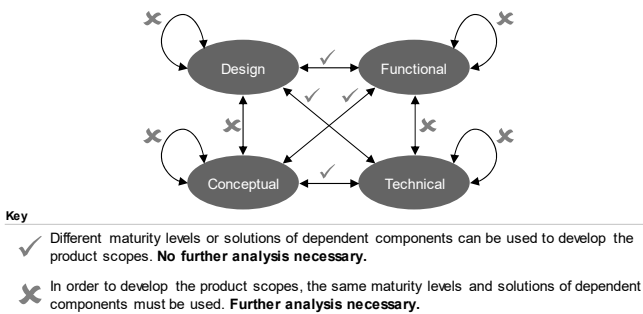 Design
Functional
Conceptual
Technical
Key
Different maturity levels or solutions of dependent components can be used to develop the
product scopes. No further analysis necessary.
In order to develop the product scopes, the same maturity levels and solutions of dependent
components must be used. Further analysis necessary.